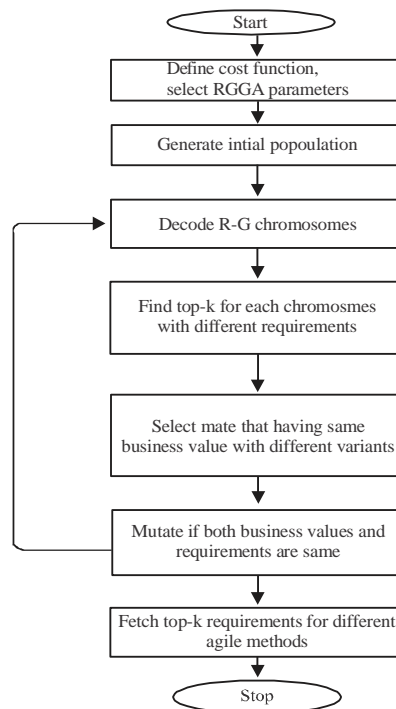 Start
Define cost function,
select RGGA parameters
Generate intial popoulation
Decode R-G chromosomes
Find top-k for each chromosmes
with different requirements
Select mate that having same
business value with different variants
Mutate if both business values and
requirements are same
Fetch top-k requirements for different
agile methods
Stop